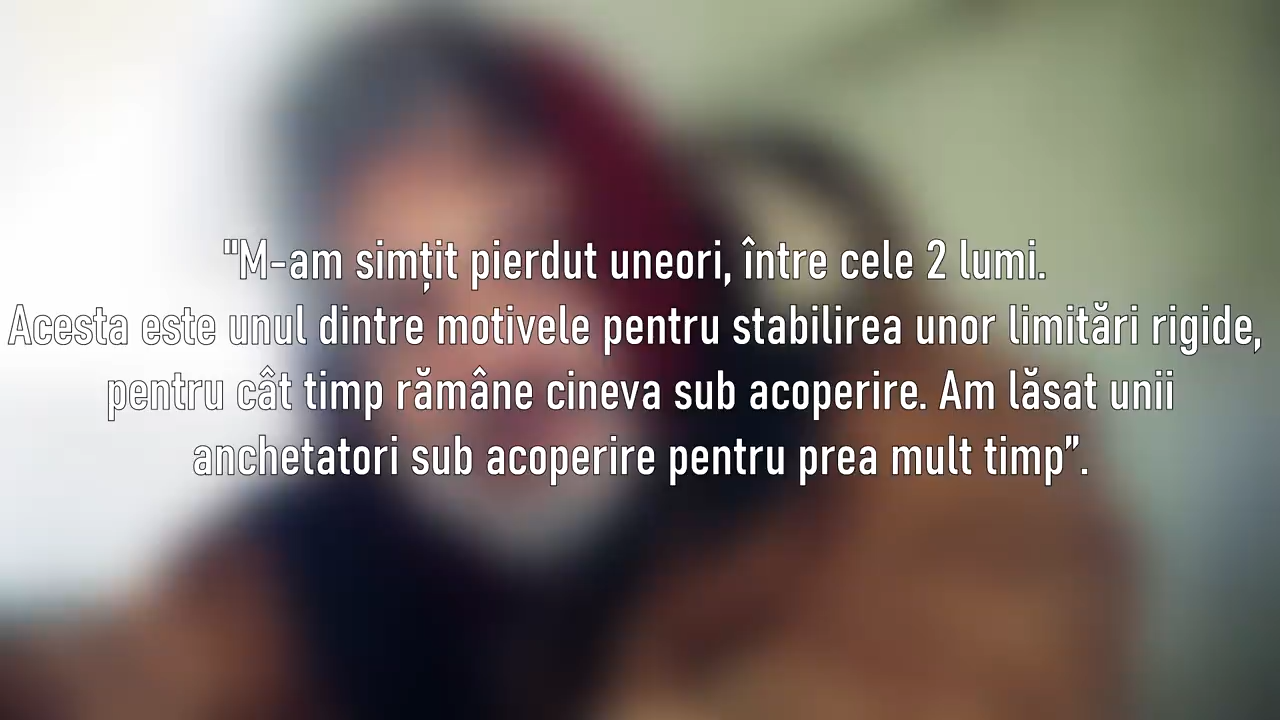 "M-am simțit pierdut uneori, între cele 2 lumi.
Acesta este unul dintre motivele pentru stabilirea unor limitări rigide,
pentru cât timp rămâne cineva sub acoperire. Am lăsat unii
anchetatori sub acoperire pentru prea mult timp”.